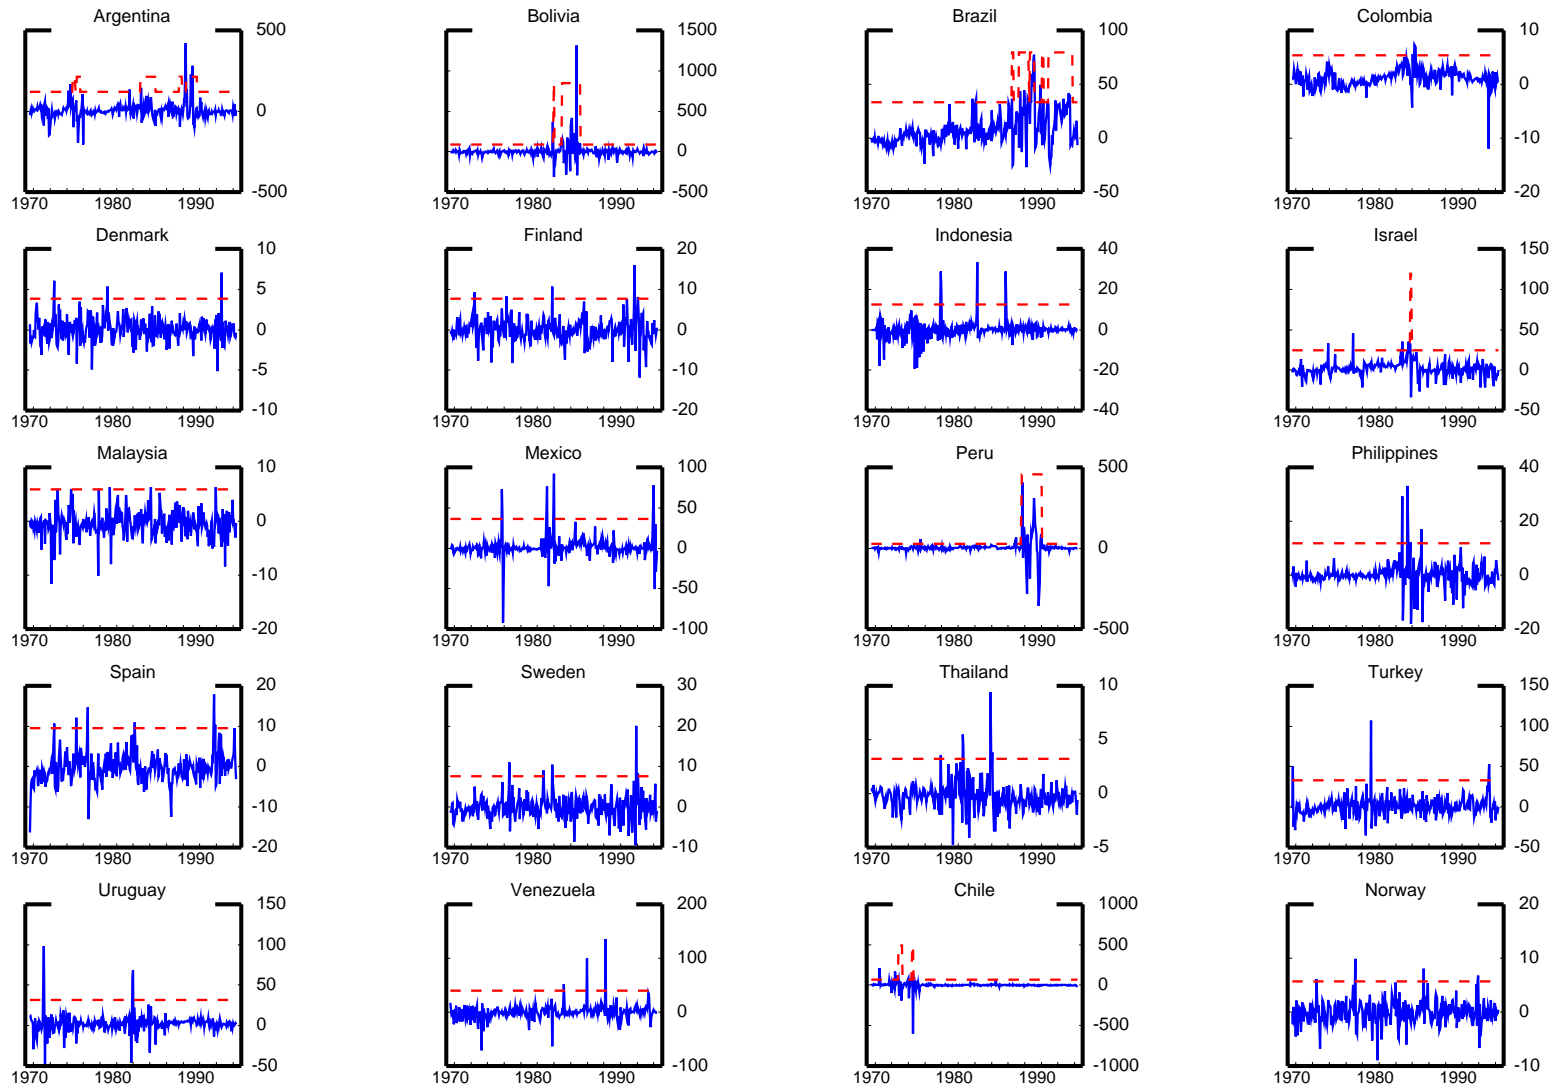 Argentina
500
0
-500
1970 1980 1990
Bolivia
1500
1000
500
0
-500
1970 1980 1990
Brazil
100
50
0
-50
1970 1980 1990
Colombia
10
0
-10
-20
1970 1980 1990
Denmark
10
5
0
-5
-10
1970 1980 1990
Finland
20
10
0
-10
-20
1970 1980 1990
Indonesia
40
20
0
-20
-40
1970 1980 1990
Israel
150
100
50
0
-50
1970 1980 1990
Malaysia
10
0
-10
-20
1970 1980 1990
Mexico
100
50
0
-50
-100
1970 1980 1990
Peru
500
0
-500
1970 1980 1990
Philippines
40
20
0
-20
1970 1980 1990
Spain
20
10
0
-10
-20
1970 1980 1990
Sweden
30
20
10
0
-10
1970 1980 1990
Thailand
10
5
0
-5
1970 1980 1990
Turkey
150
100
50
0
-50
1970 1980 1990
Uruguay
150
100
50
0
-50
1970 1980 1990
Venezuela
200
100
0
-100
1970 1980 1990
Chile
1000
500
0
-500
-1000
1970 1980 1990
Norway
20
10
0
-10
1970 1980 1990